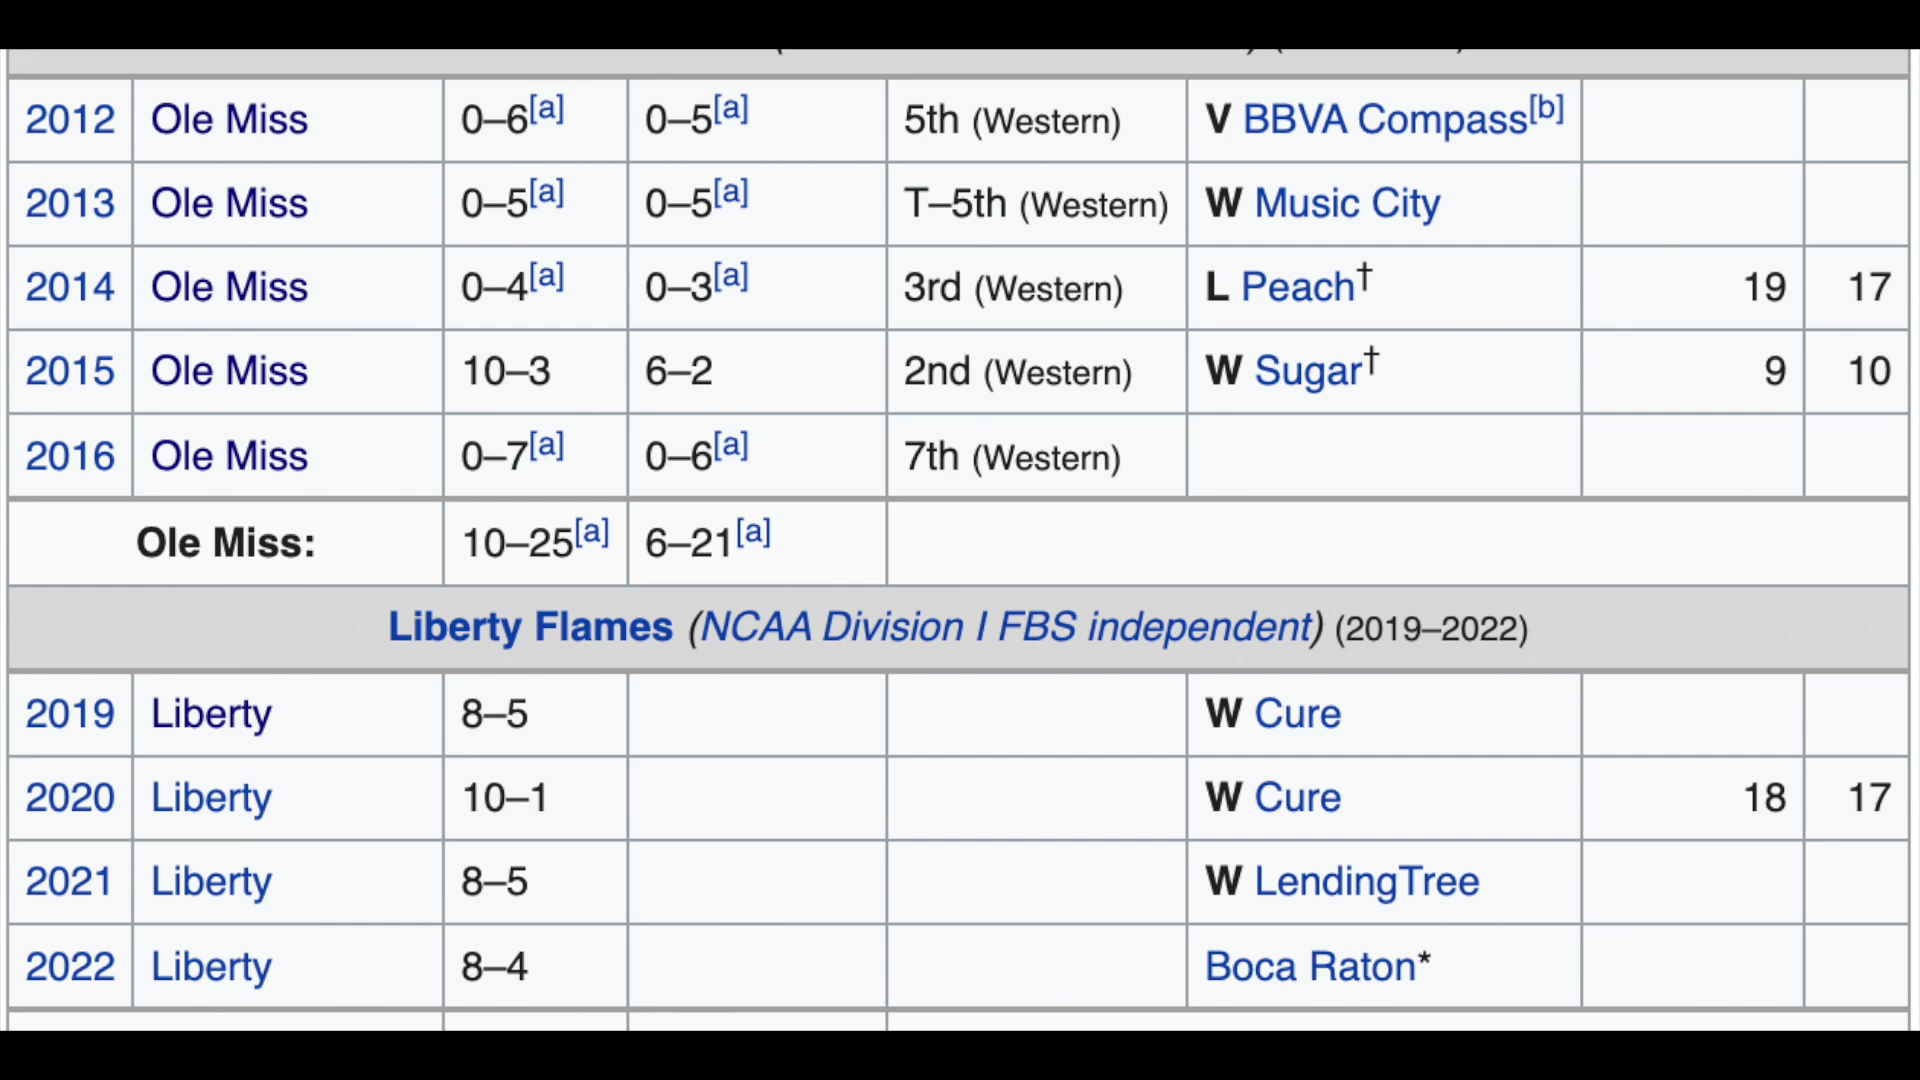 2012 Ole Miss 0–6[a] 0–5[a] 5th (Western) V BBVA Compass[b]
2013 Ole Miss 0–5[a] 0–5[a] T–5th (Western) W Music City
2014 Ole Miss 0–4[a] 0–3[a] 3rd (Western) L Peach† 19 17
2015 Ole Miss 10–3 6–2 2nd (Western) W Sugar† 9 10
2016 Ole Miss 0–7[a] 0–6[a] 7th (Western)
Ole Miss: 10–25[a] 6–21[a]
Liberty Flames (NCAA Division I FBS independent) (2019–2022)
2019 Liberty 8–5 W Cure
2020 Liberty 10–1 W Cure 18 17
2021 Liberty 8–5 W LendingTree
2022 Liberty 8–4 Boca Raton*